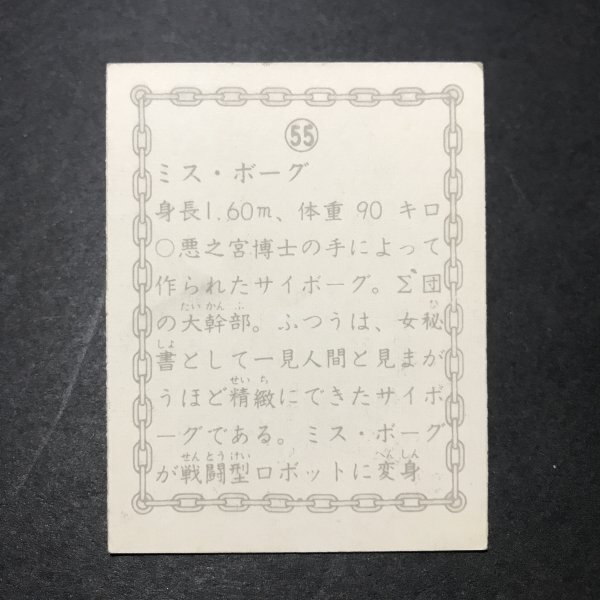 55
ミス・ボーグ
身長1.60m、体重90キロ
○悪之宮博士の手によって
作られたサイボーグ。Σ団
の大幹部。ふつうは、女秘
書として一見人間と見まが
うほど精緻にできたサイボ
ーグである。ミス・ボーグ
が戦闘型ロボットに変身